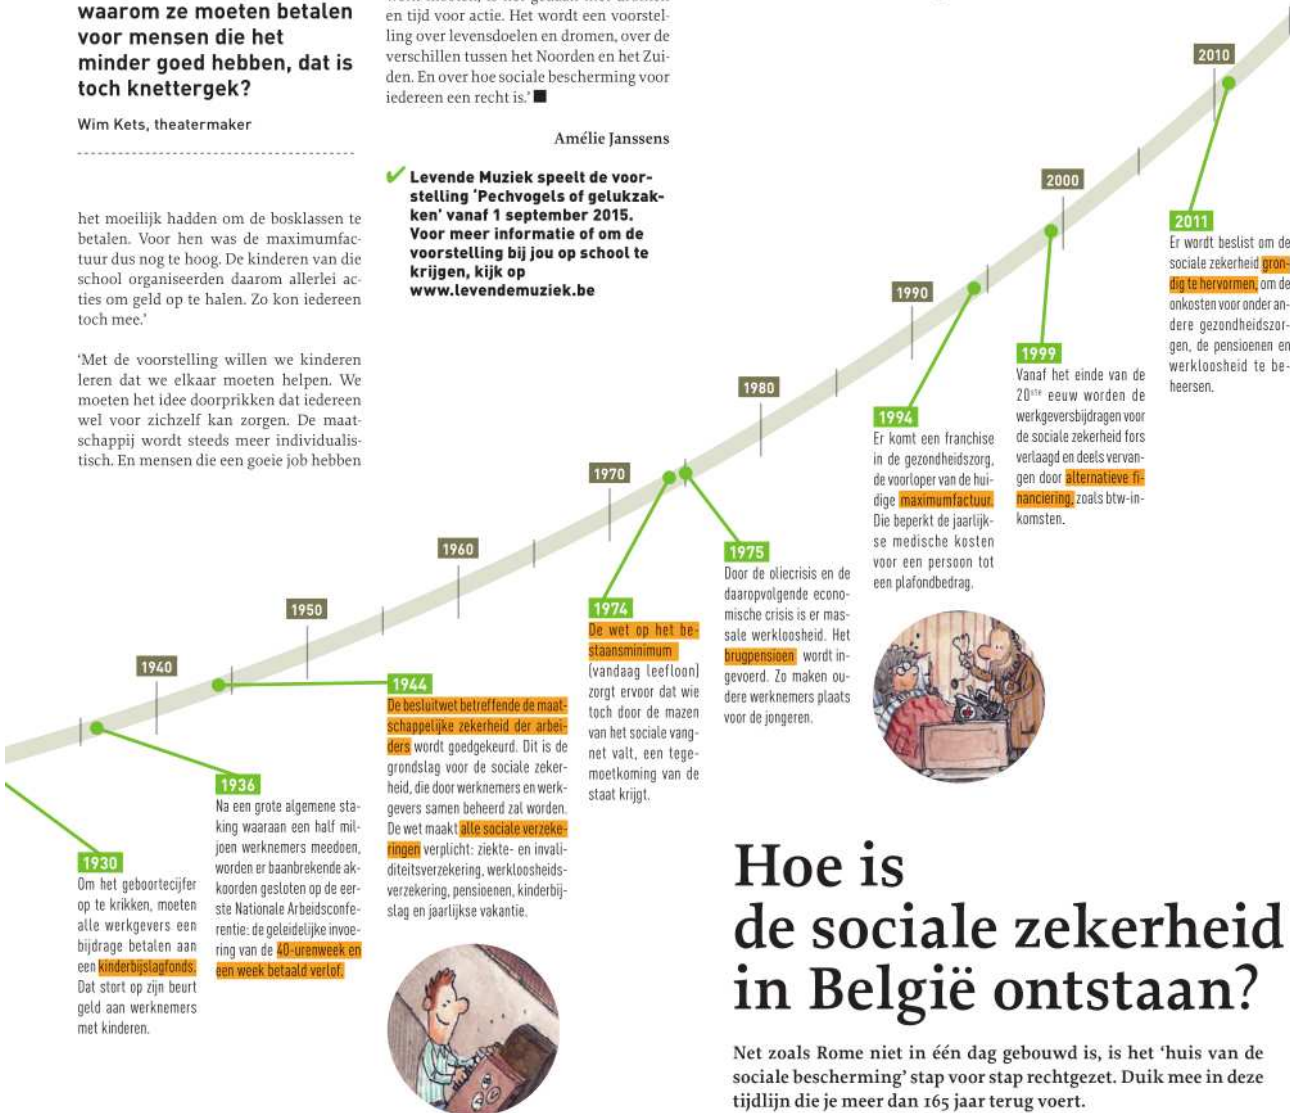 waarom ze moeten betalen
voor mensen die het
minder goed hebben, dat is
toch knettergek?
Wim Kets, theatermaker
het moeilijk hadden om de bosklassen te
betalen. Voor hen was de maximumfac-
tuur dus nog te hoog. De kinderen van die
school organiseerden daarom allerlei ac-
ties om geld op te halen. Zo kon iedereen
toch mee.’
‘Met de voorstelling willen we kinderen
leren dat we elkaar moeten helpen. We
moeten het idee doorprikken dat iedereen
wel voor zichzelf kan zorgen. De maat-
schappij wordt steeds meer individualis-
tisch. En mensen die een goeie job hebben
en tijd voor actie. Het wordt een voorstel-
ling over levensdoelen en dromen, over de
verschillen tussen het Noorden en het Zui-
den. En over hoe sociale bescherming voor
iedereen een recht is.’
Amélie Janssens
Levende Muziek speelt de voor-
stelling ‘Pechvogels of gelukzak-
ken’ vanaf 1 september 2015.
Voor meer informatie of om de
voorstelling bij jou op school te
krijgen, kijk op
www.levendemuziek.be
1940
1950
1960
1970
1980
1990
2000
2010
1930
Om het geboortecijfer
op te krikken, moeten
alle werkgevers een
bijdrage betalen aan
een kinderbijslagfonds.
Dat stort op zijn beurt
geld aan werknemers
met kinderen.
1936
Na een grote algemene sta-
king waaraan een half mil-
joen werknemers meedoen,
worden er baanbrekende ak-
koorden gesloten op de eer-
ste Nationale Arbeidsconfe-
rentie: de geleidelijke invoe-
ring van de 40-urenweek en
een week betaald verlof.
1944
De besluitwet betreffende de maat-
schappelijke zekerheid der arbei-
ders wordt goedgekeurd. Dit is de
grondslag voor de sociale zeker-
heid, die door werknemers en werk-
gevers samen beheerd zal worden.
De wet maakt alle sociale verzeke-
ringen verplicht: ziekte- en invali-
diteitsverzekering, werkloosheids-
verzekering, pensioenen, kinderbij-
slag en jaarlijkse vakantie.
1974
De wet op het be-
staansminimum
(vandaag leefloon)
zorgt ervoor dat wie
toch door de mazen
van het sociale vang-
net valt, een tege-
moetkoming van de
staat krijgt.
1975
Door de oliecrisis en de
daaropvolgende econo-
mische crisis is er mas-
sale werkloosheid. Het
brugpensioen wordt in-
gevoerd. Zo maken ou-
dere werknemers plaats
voor de jongeren.
1994
Er komt een franchise
in de gezondheidszorg,
de voorloper van de hui-
dige maximumfactuur.
Die beperkt de jaarlijk-
se medische kosten
voor een persoon tot
een plafondbedrag.
1999
Vanaf het einde van de
20ste eeuw worden de
werkgeversbijdragen voor
de sociale zekerheid fors
verlaagd en deels vervan-
gen door alternatieve fi-
nanciering, zoals btw-in-
komsten.
2011
Er wordt beslist om de
sociale zekerheid gron-
dig te hervormen, om de
onkosten voor onder an-
dere gezondheidszor-
gen, de pensioenen en
werkloosheid te be-
heersen.
Hoe is
de sociale zekerheid
in België ontstaan?
Net zoals Rome niet in één dag gebouwd is, is het ‘huis van de
sociale bescherming’ stap voor stap rechtgezet. Duik mee in deze
tijdlijn die je meer dan 165 jaar terug voert.